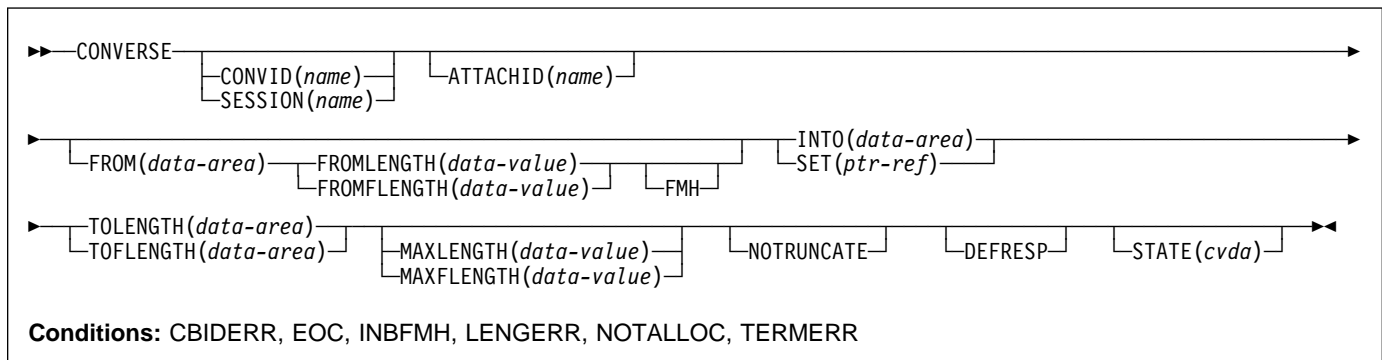 CONVERSE
CONVID(name) ATTACHID(name)
SESSION(name)
INTO(data-area)
FROM(data-area) FROMLENGTH(data-value) SET(ptr-ref)
FROMFLENGTH(data-value) FMH
TOLENGTH(data-area)
TOFLENGTH(data-area) MAXLENGTH(data-value) NOTRUNCATE DEFRESP STATE(cvda)
MAXFLENGTH(data-value)
Conditions: CBIDERR, EOC, INBFMH, LENGERR, NOTALLOC, TERMERR